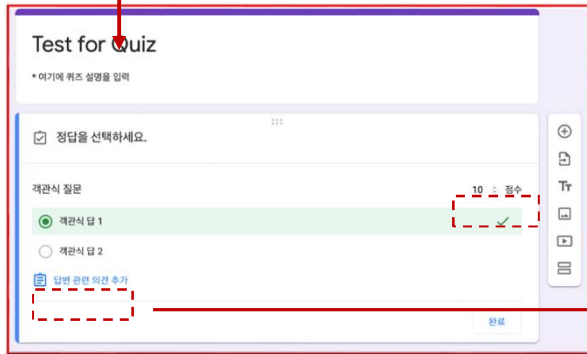 Test for Quiz
* 여기에 퀴즈 설명을 입력
정답을 선택하세요.
객관식 질문
10 점수
객관식 답 1
객관식 답 2
답변 관련 의견 추가
완료
Tт